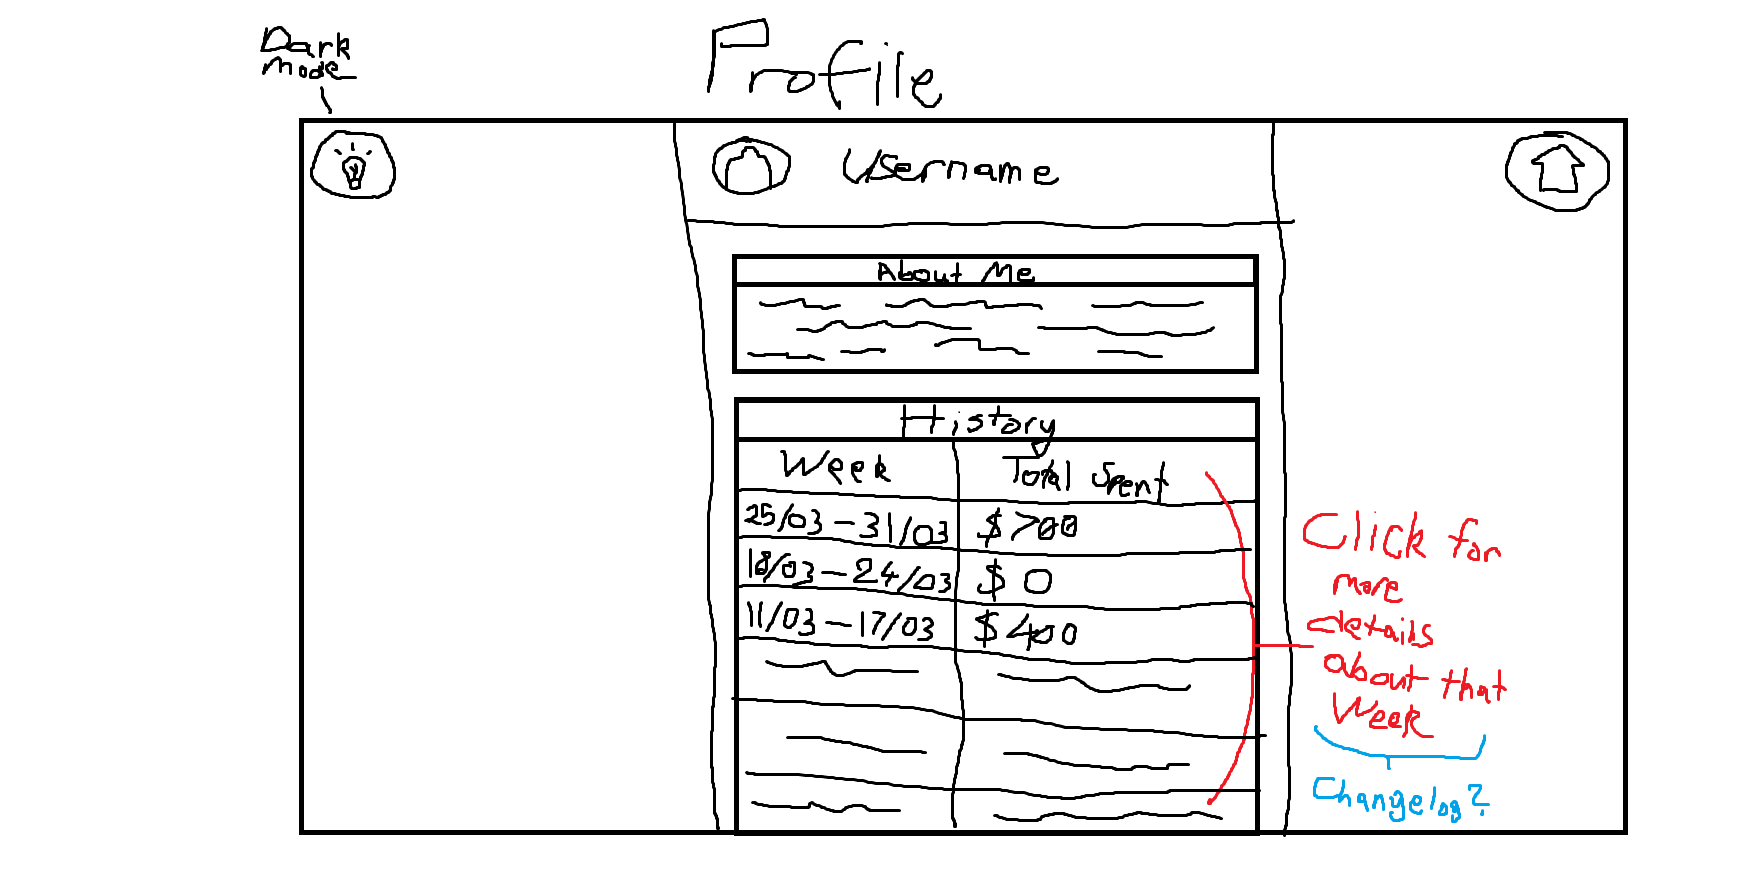 Dark
mode
Profile
Username
About Me
History
Week Total Spent
25/03-31/03 $700
18/03-24/03 $0
11/03-17/03 $400
Click for
more
details
about that
Week
Changelog?